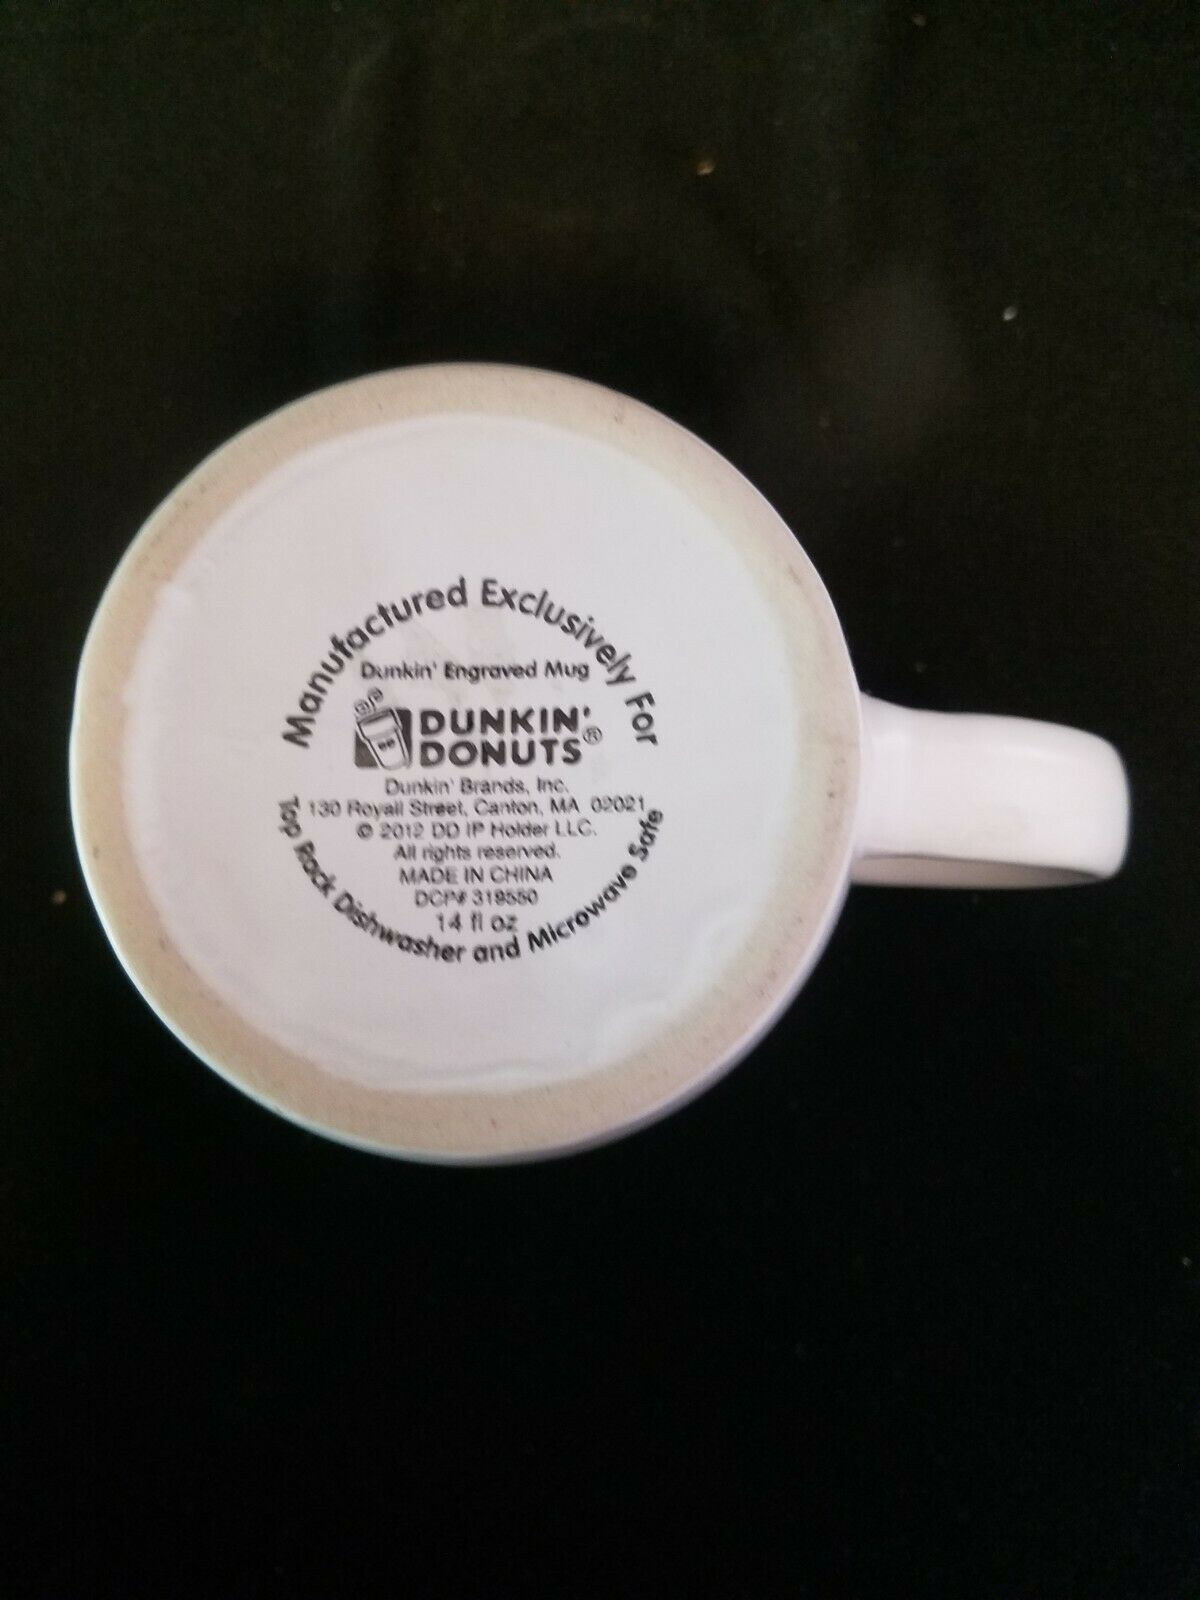 Manufactured Exclusively For
Dunkin' Engraved Mug
DUNKIN'
DONUTS®
Dunkin' Brands, Inc.
130 Royall Street, Canton, MA 02021
© 2012 DD IP Holder LLC.
All rights reserved.
MADE IN CHINA
DCP# 319550
14 fl oz
Top Rack Dishwasher and Microwave Safe